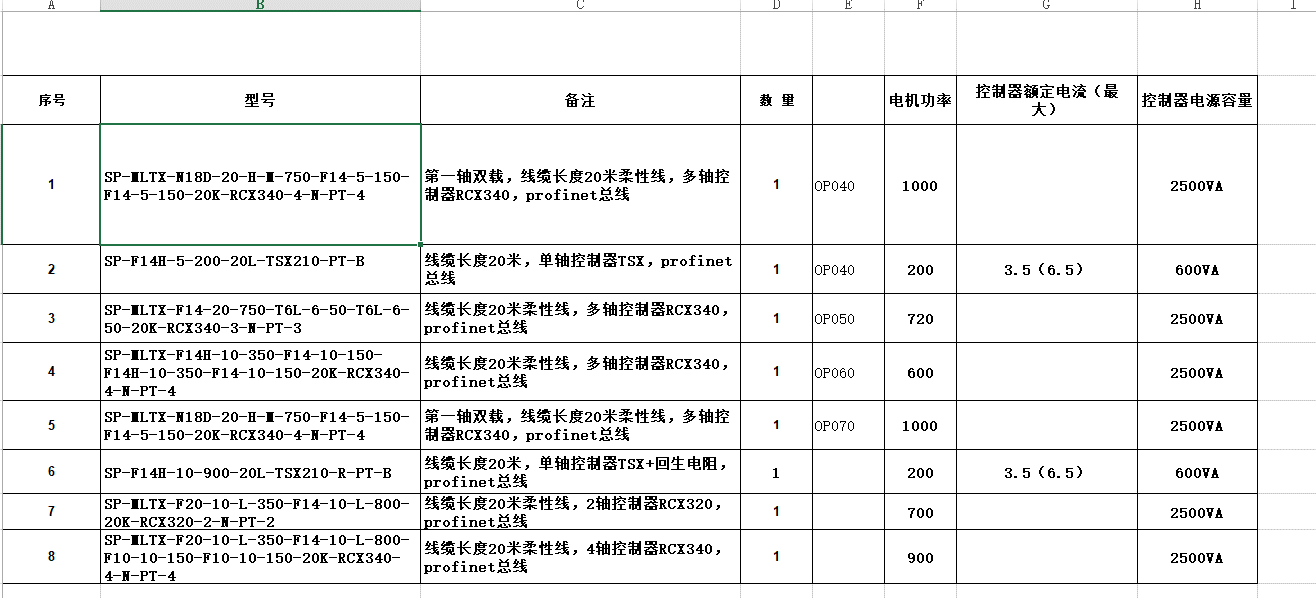 A B C D E F G H I
序号 型号 备注 数 量 电机功率 控制器额定电流（最 控制器电源容量
大）
1 SP-MLTX-N18D-20-H-M-750-F14-5-150- 第一轴双载，线缆长度20米柔性线，多轴控 1 OP040 1000 2500VA
F14-5-150-20K-RCX340-4-N-PT-4 制器RCX340，profinet总线
2 SP-F14H-5-200-20L-TSX210-PT-B 线缆长度20米，单轴控制器TSX，profinet 1 OP040 200 3.5（6.5） 600VA
总线
3 SP-MLTX-F14-20-750-T6L-6-50-T6L-6- 线缆长度20米柔性线，多轴控制器RCX340， 1 OP050 720 2500VA
50-20K-RCX340-3-N-PT-3 profinet总线
4 SP-MLTX-F14H-10-350-F14-10-150- 线缆长度20米柔性线，多轴控制器RCX340， 1 OP060 600 2500VA
F14H-10-350-F14-10-150-20K-RCX340- profinet总线
4-N-PT-4
5 SP-MLTX-N18D-20-H-M-750-F14-5-150- 第一轴双载，线缆长度20米柔性线，多轴控 1 OP070 1000 2500VA
F14-5-150-20K-RCX340-4-N-PT-4 制器RCX340，profinet总线
6 SP-F14H-10-900-20L-TSX210-R-PT-B 线缆长度20米，单轴控制器TSX+回生电阻， 1 200 3.5（6.5） 600VA
profinet总线
7 SP-MLTX-F20-10-L-350-F14-10-L-800- 线缆长度20米柔性线，2轴控制器RCX320， 1 700 2500VA
20K-RCX320-2-N-PT-2 profinet总线
8 SP-MLTX-F20-10-L-350-F14-10-L-800- 线缆长度20米柔性线，4轴控制器RCX340， 1 900 2500VA
F10-10-150-F10-10-150-20K-RCX340- profinet总线
4-N-PT-4